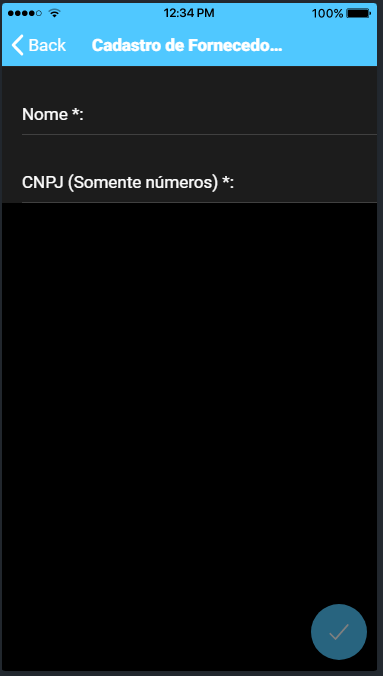 12:34 PM
100%
Back
Cadastro de Fornecedo...
Nome *:
CNPJ (Somente números) *: